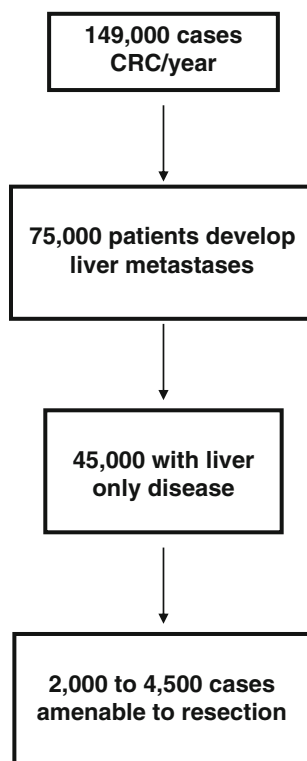 149,000 cases
CRC/year
75,000 patients develop
liver metastases
45,000 with liver
only disease
2,000 to 4,500 cases
amenable to resection